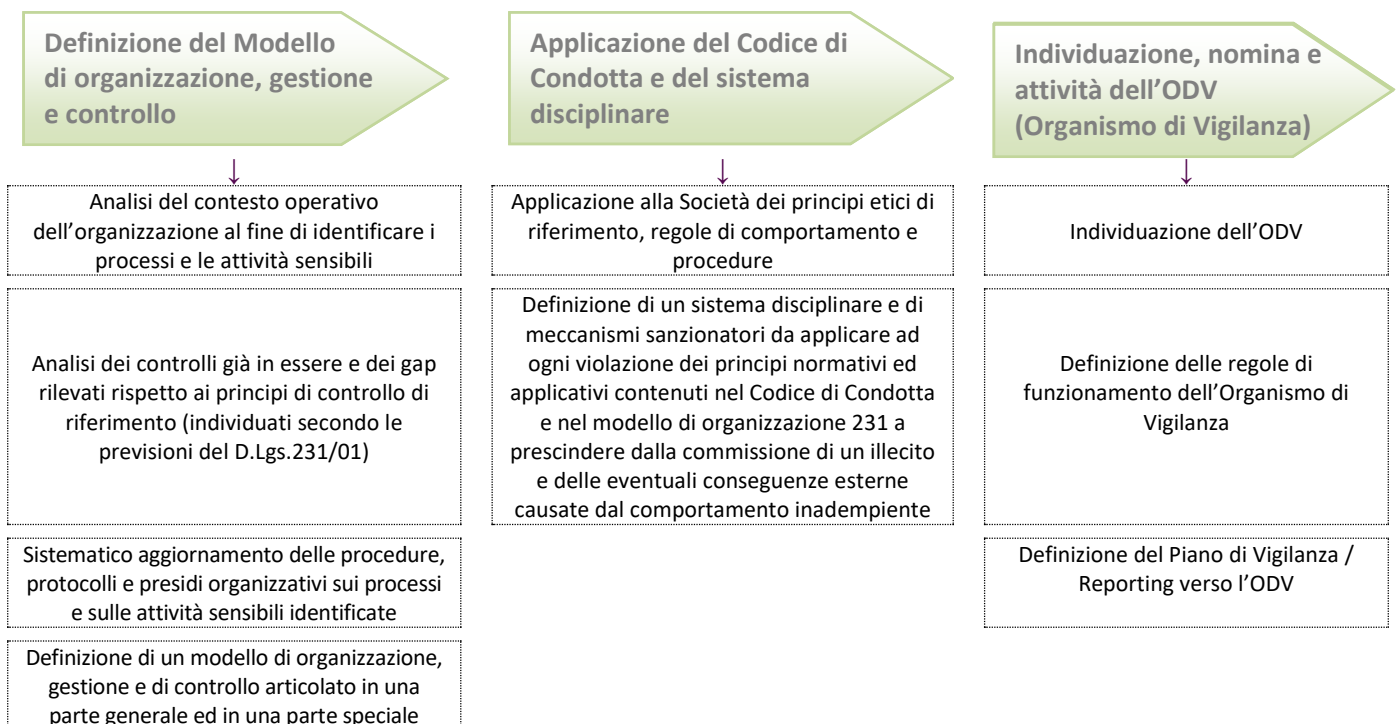 Definizione del Modello
di organizzazione, gestione
e controllo
↓
Analisi del contesto operativo
dell’organizzazione al fine di identificare i
processi e le attività sensibili
Analisi dei controlli già in essere e dei gap
rilevati rispetto ai principi di controllo di
riferimento (individuati secondo le
previsioni del D.Lgs.231/01)
Sistematico aggiornamento delle procedure,
protocolli e presidi organizzativi sui processi
e sulle attività sensibili identificate
Definizione di un modello di organizzazione,
gestione e di controllo articolato in una
parte generale ed in una parte speciale
Applicazione del Codice di
Condotta e del sistema
disciplinare
↓
Applicazione alla Società dei principi etici di
riferimento, regole di comportamento e
procedure
Definizione di un sistema disciplinare e di
meccanismi sanzionatori da applicare ad
ogni violazione dei principi normativi ed
applicativi contenuti nel Codice di Condotta
e nel modello di organizzazione 231 a
prescindere dalla commissione di un illecito
e delle eventuali conseguenze esterne
causate dal comportamento inadempiente
Individuazione, nomina e
attività dell’ODV
(Organismo di Vigilanza)
↓
Individuazione dell’ODV
Definizione delle regole di
funzionamento dell’Organismo di
Vigilanza
Definizione del Piano di Vigilanza /
Reporting verso l’ODV